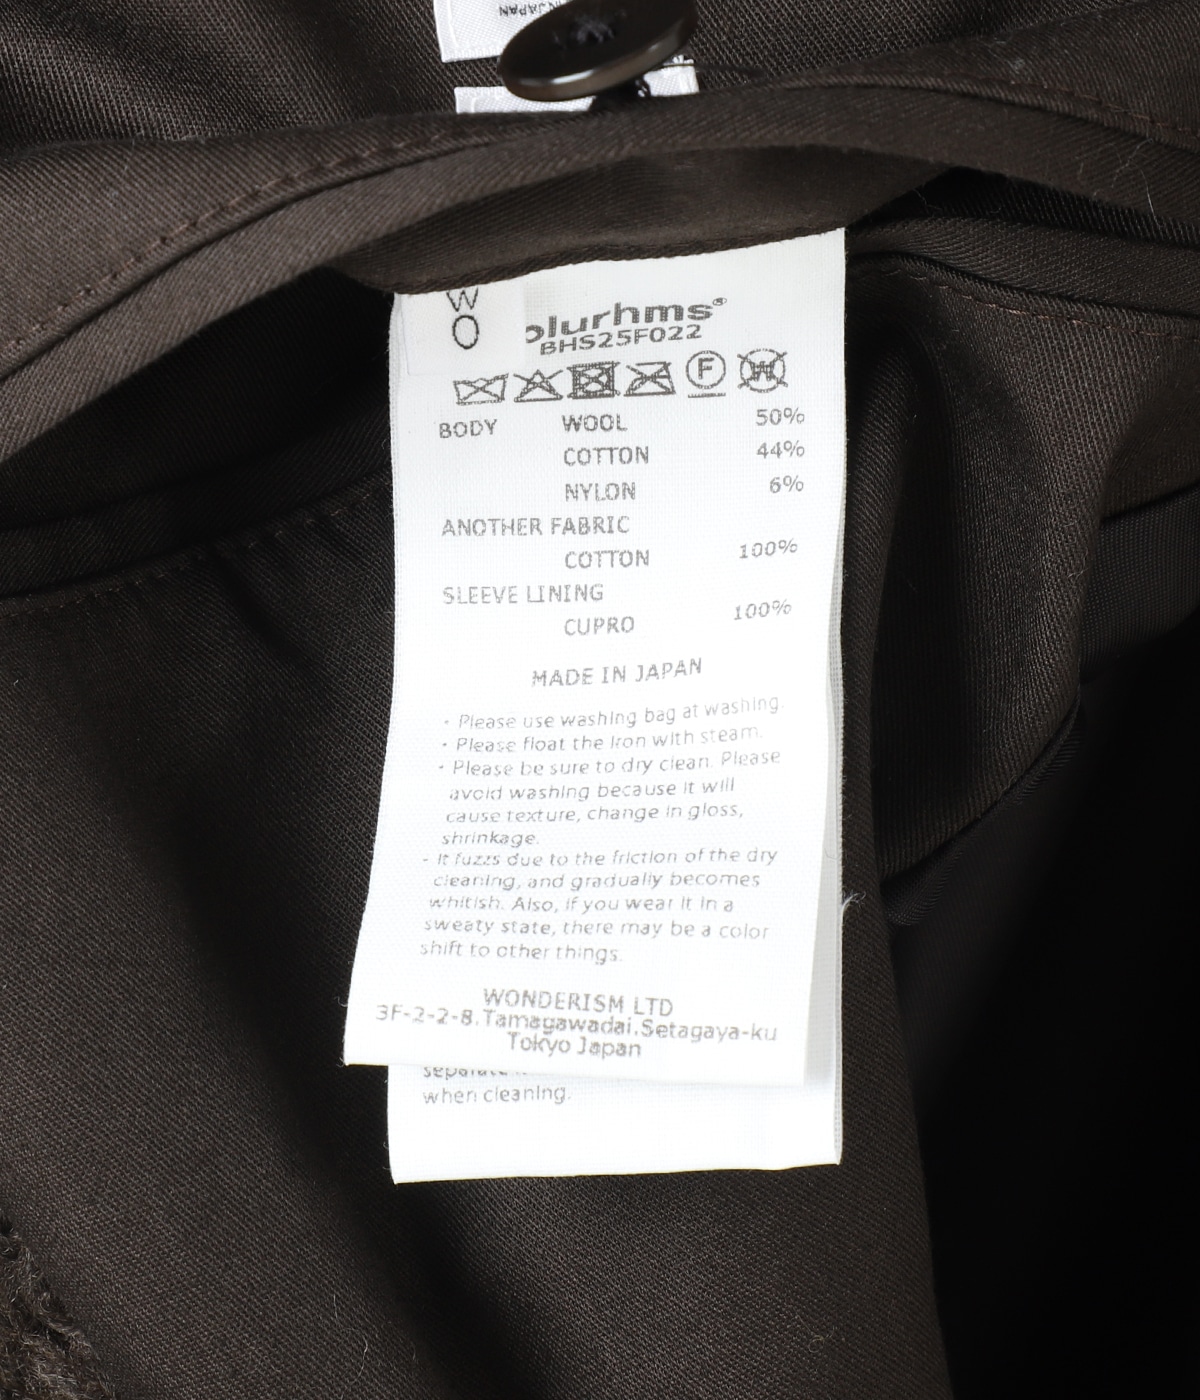 IN JAPAN
W
O
blurhms®
BHS25F022
F W
BODY WOOL 50%
COTTON 44%
NYLON 6%
ANOTHER FABRIC
COTTON 100%
SLEEVE LINING
CUPRO 100%
MADE IN JAPAN
・Please use washing bag at washing.
・Please float the iron with steam.
・Please be sure to dry clean. Please
avoid washing because it will
cause texture, change in gloss,
shrinkage.
・It fuzzs due to the friction of the dry
cleaning, and gradually becomes
whitish. Also, if you wear it in a
sweaty state, there may be a color
shift to other things.
WONDERISM LTD
3F-2-2-8.Tamagawadai.Setagaya-ku
Tokyo Japan
separate
when cleaning.